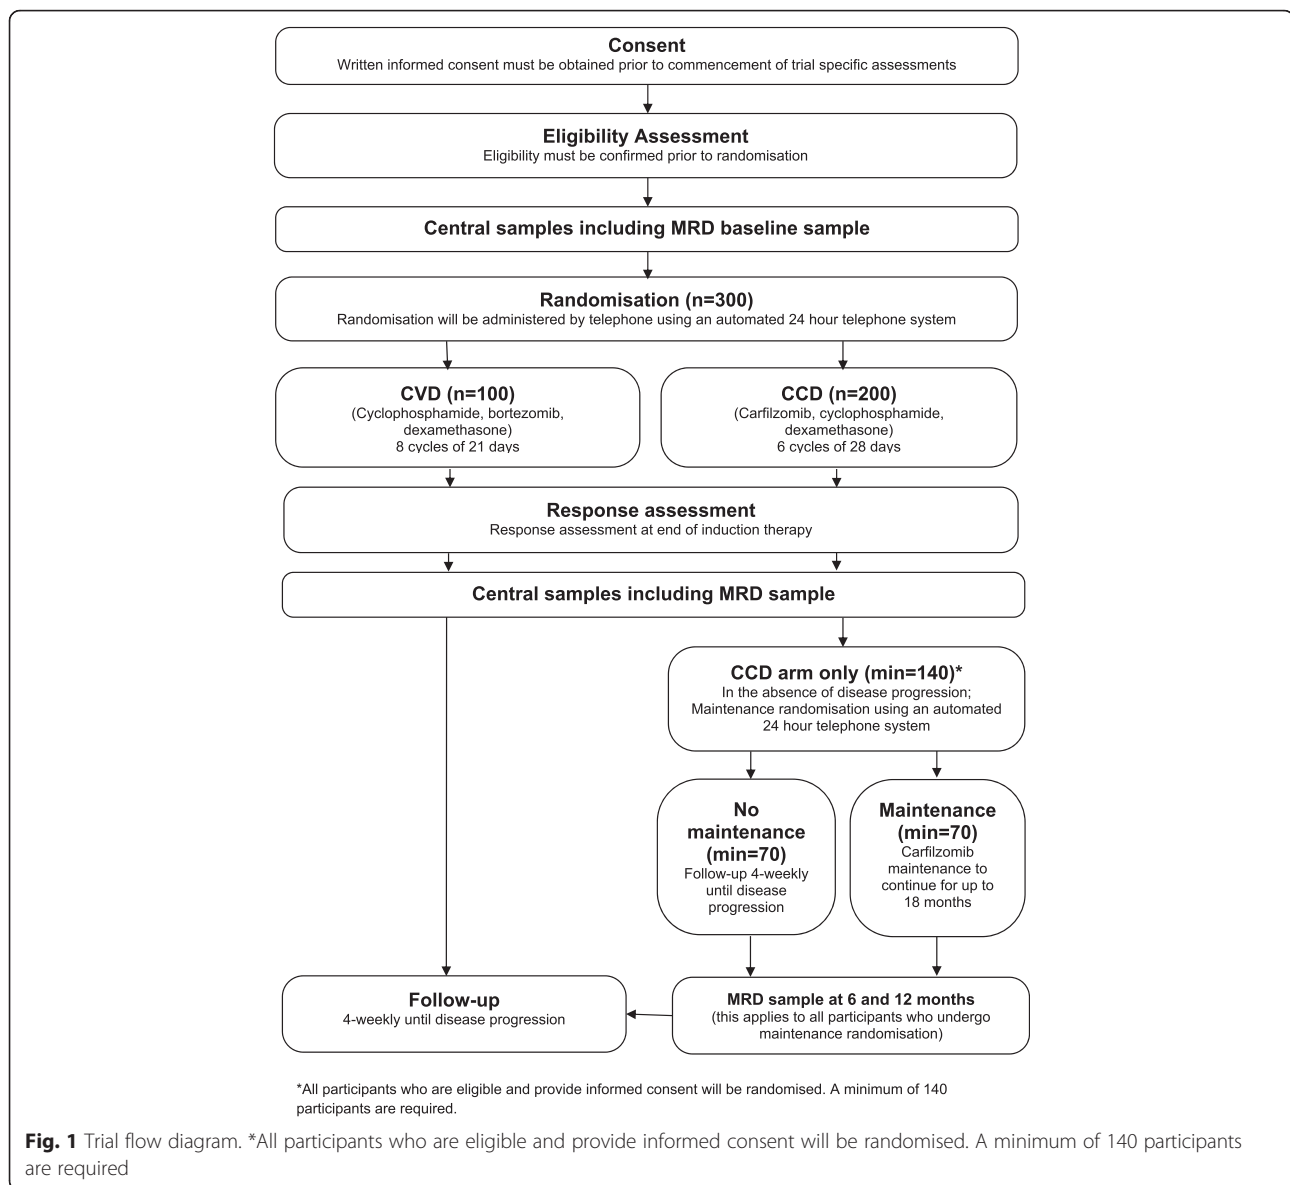 Consent
Written informed consent must be obtained prior to commencement of trial specific assessments
Eligibility Assessment
Eligibility must be confirmed prior to randomisation
Central samples including MRD baseline sample
Randomisation (n=300)
Randomisation will be administered by telephone using an automated 24 hour telephone system
CVD (n=100)
(Cyclophosphamide, bortezomib,
dexamethasone)
8 cycles of 21 days
CCD (n=200)
(Carfilzomib, cyclophosphamide,
dexamethasone)
6 cycles of 28 days
Response assessment
Response assessment at end of induction therapy
Central samples including MRD sample
CCD arm only (min=140)*
In the absence of disease progression;
Maintenance randomisation using an automated
24 hour telephone system
No
maintenance
(min=70)
Follow-up 4-weekly
until disease
progression
Maintenance
(min=70)
Carfilzomib
maintenance to
continue for up to
18 months
Follow-up
4-weekly until disease progression
MRD sample at 6 and 12 months
(this applies to all participants who undergo
maintenance randomisation)
*All participants who are eligible and provide informed consent will be randomised. A minimum of 140
participants are required.
Fig. 1 Trial flow diagram. *All participants who are eligible and provide informed consent will be randomised. A minimum of 140 participants
are required